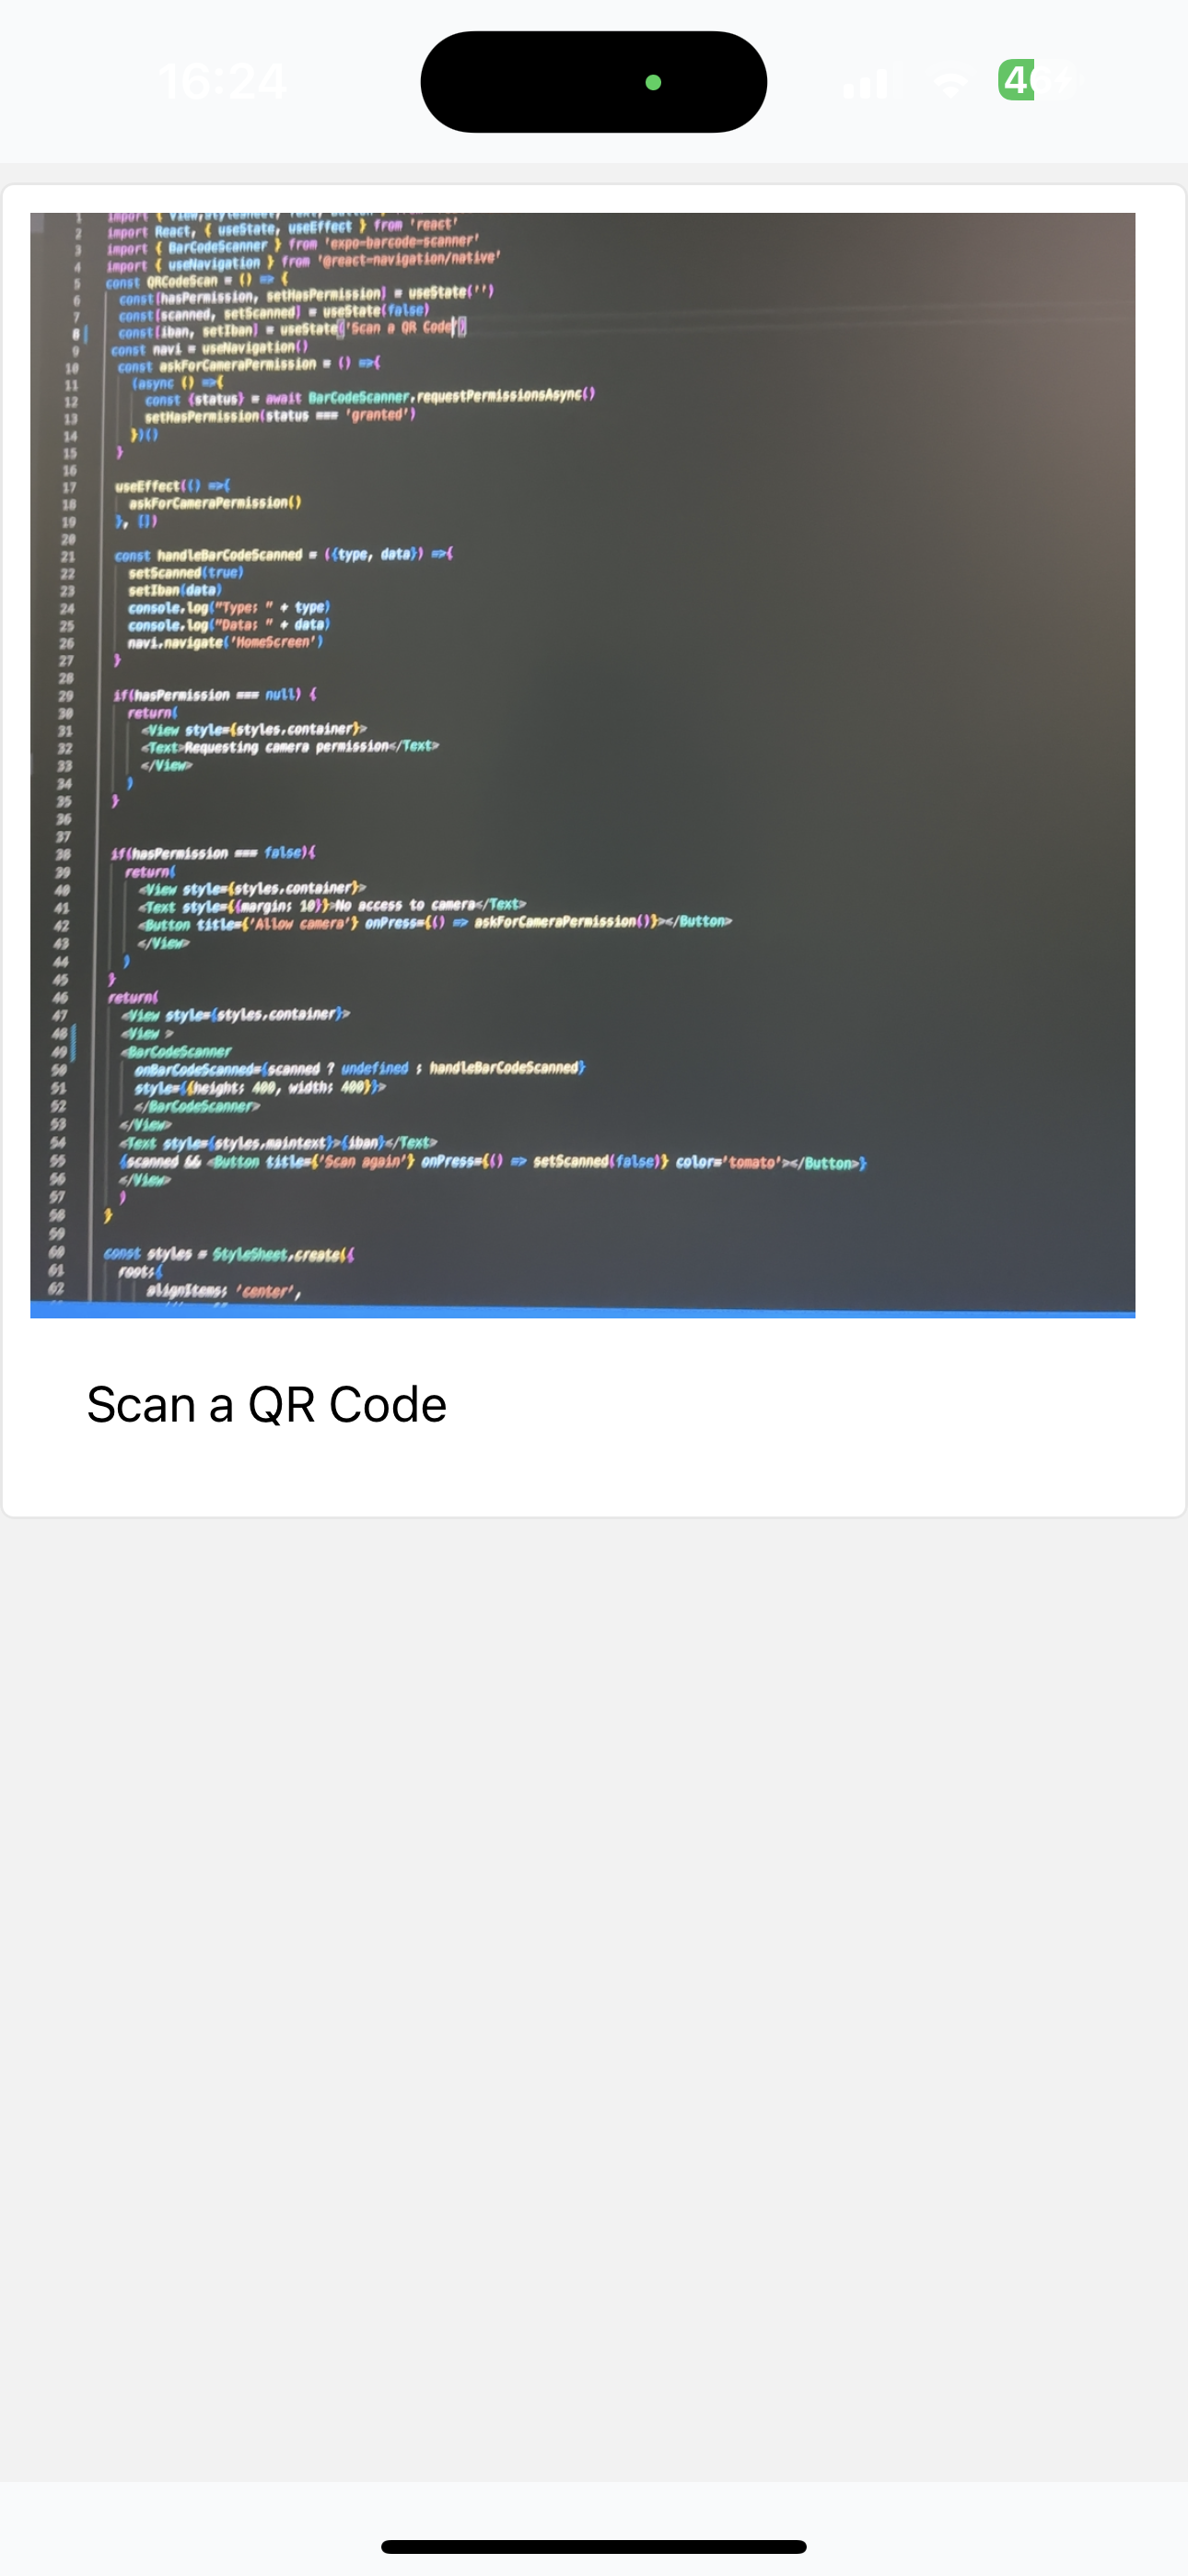 16:24
46
1 import { View, StyleSheet, Text, Button }
2 import React, { useState, useEffect } from 'react'
3 import { BarCodeScanner } from 'expo-barcode-scanner'
4 import { useNavigation } from '@react-navigation/native'
5 const QRCodeScan = () => {
6 const[hasPermission, setHasPermission] = useState('')
7 const[scanned, setScanned] = useState(false)
8 const[iban, setIban] = useState('Scan a QR Code')
9 const navi = useNavigation()
10 const askForCameraPermission = () =>{
11 (async () =>{
12 const {status} = await BarCodeScanner.requestPermissionsAsync()
13 setHasPermission(status === 'granted')
14 })()
15 }
16
17 useEffect(() =>{
18 askForCameraPermission()
19 }, [])
20
21 const handleBarCodeScanned = ({type, data}) =>{
22 setScanned(true)
23 setIban(data)
24 console.log("Type: " + type)
25 console.log("Data: " + data)
26 navi.navigate('HomeScreen')
27 }
28
29 if(hasPermission === null) {
30 return(
31 <View style={styles.container}>
32 <Text>Requesting camera permission</Text>
33 </View>
34 )
35 }
36
37
38 if(hasPermission === false){
39 return(
40 <View style={styles.container}>
41 <Text style={{margin: 10}}>No access to camera</Text>
42 <Button title={'Allow camera'} onPress={() => askForCameraPermission()}></Button>
43 </View>
44 )
45 }
46 return(
47 <View style={styles.container}>
48 <View >
49 <BarCodeScanner
50 onBarCodeScanned={scanned ? undefined : handleBarCodeScanned}
51 style={{height: 400, width: 400}}>
52 </BarCodeScanner>
53 </View>
54 <Text style={styles.maintext}>{iban}</Text>
55 {scanned && <Button title={'Scan again'} onPress={() => setScanned(false)} color='tomato'></Button>}
56 </View>
57 )
58 }
59
60 const styles = StyleSheet.create({
61 root:{
62 alignItems: 'center',
Scan a QR Code